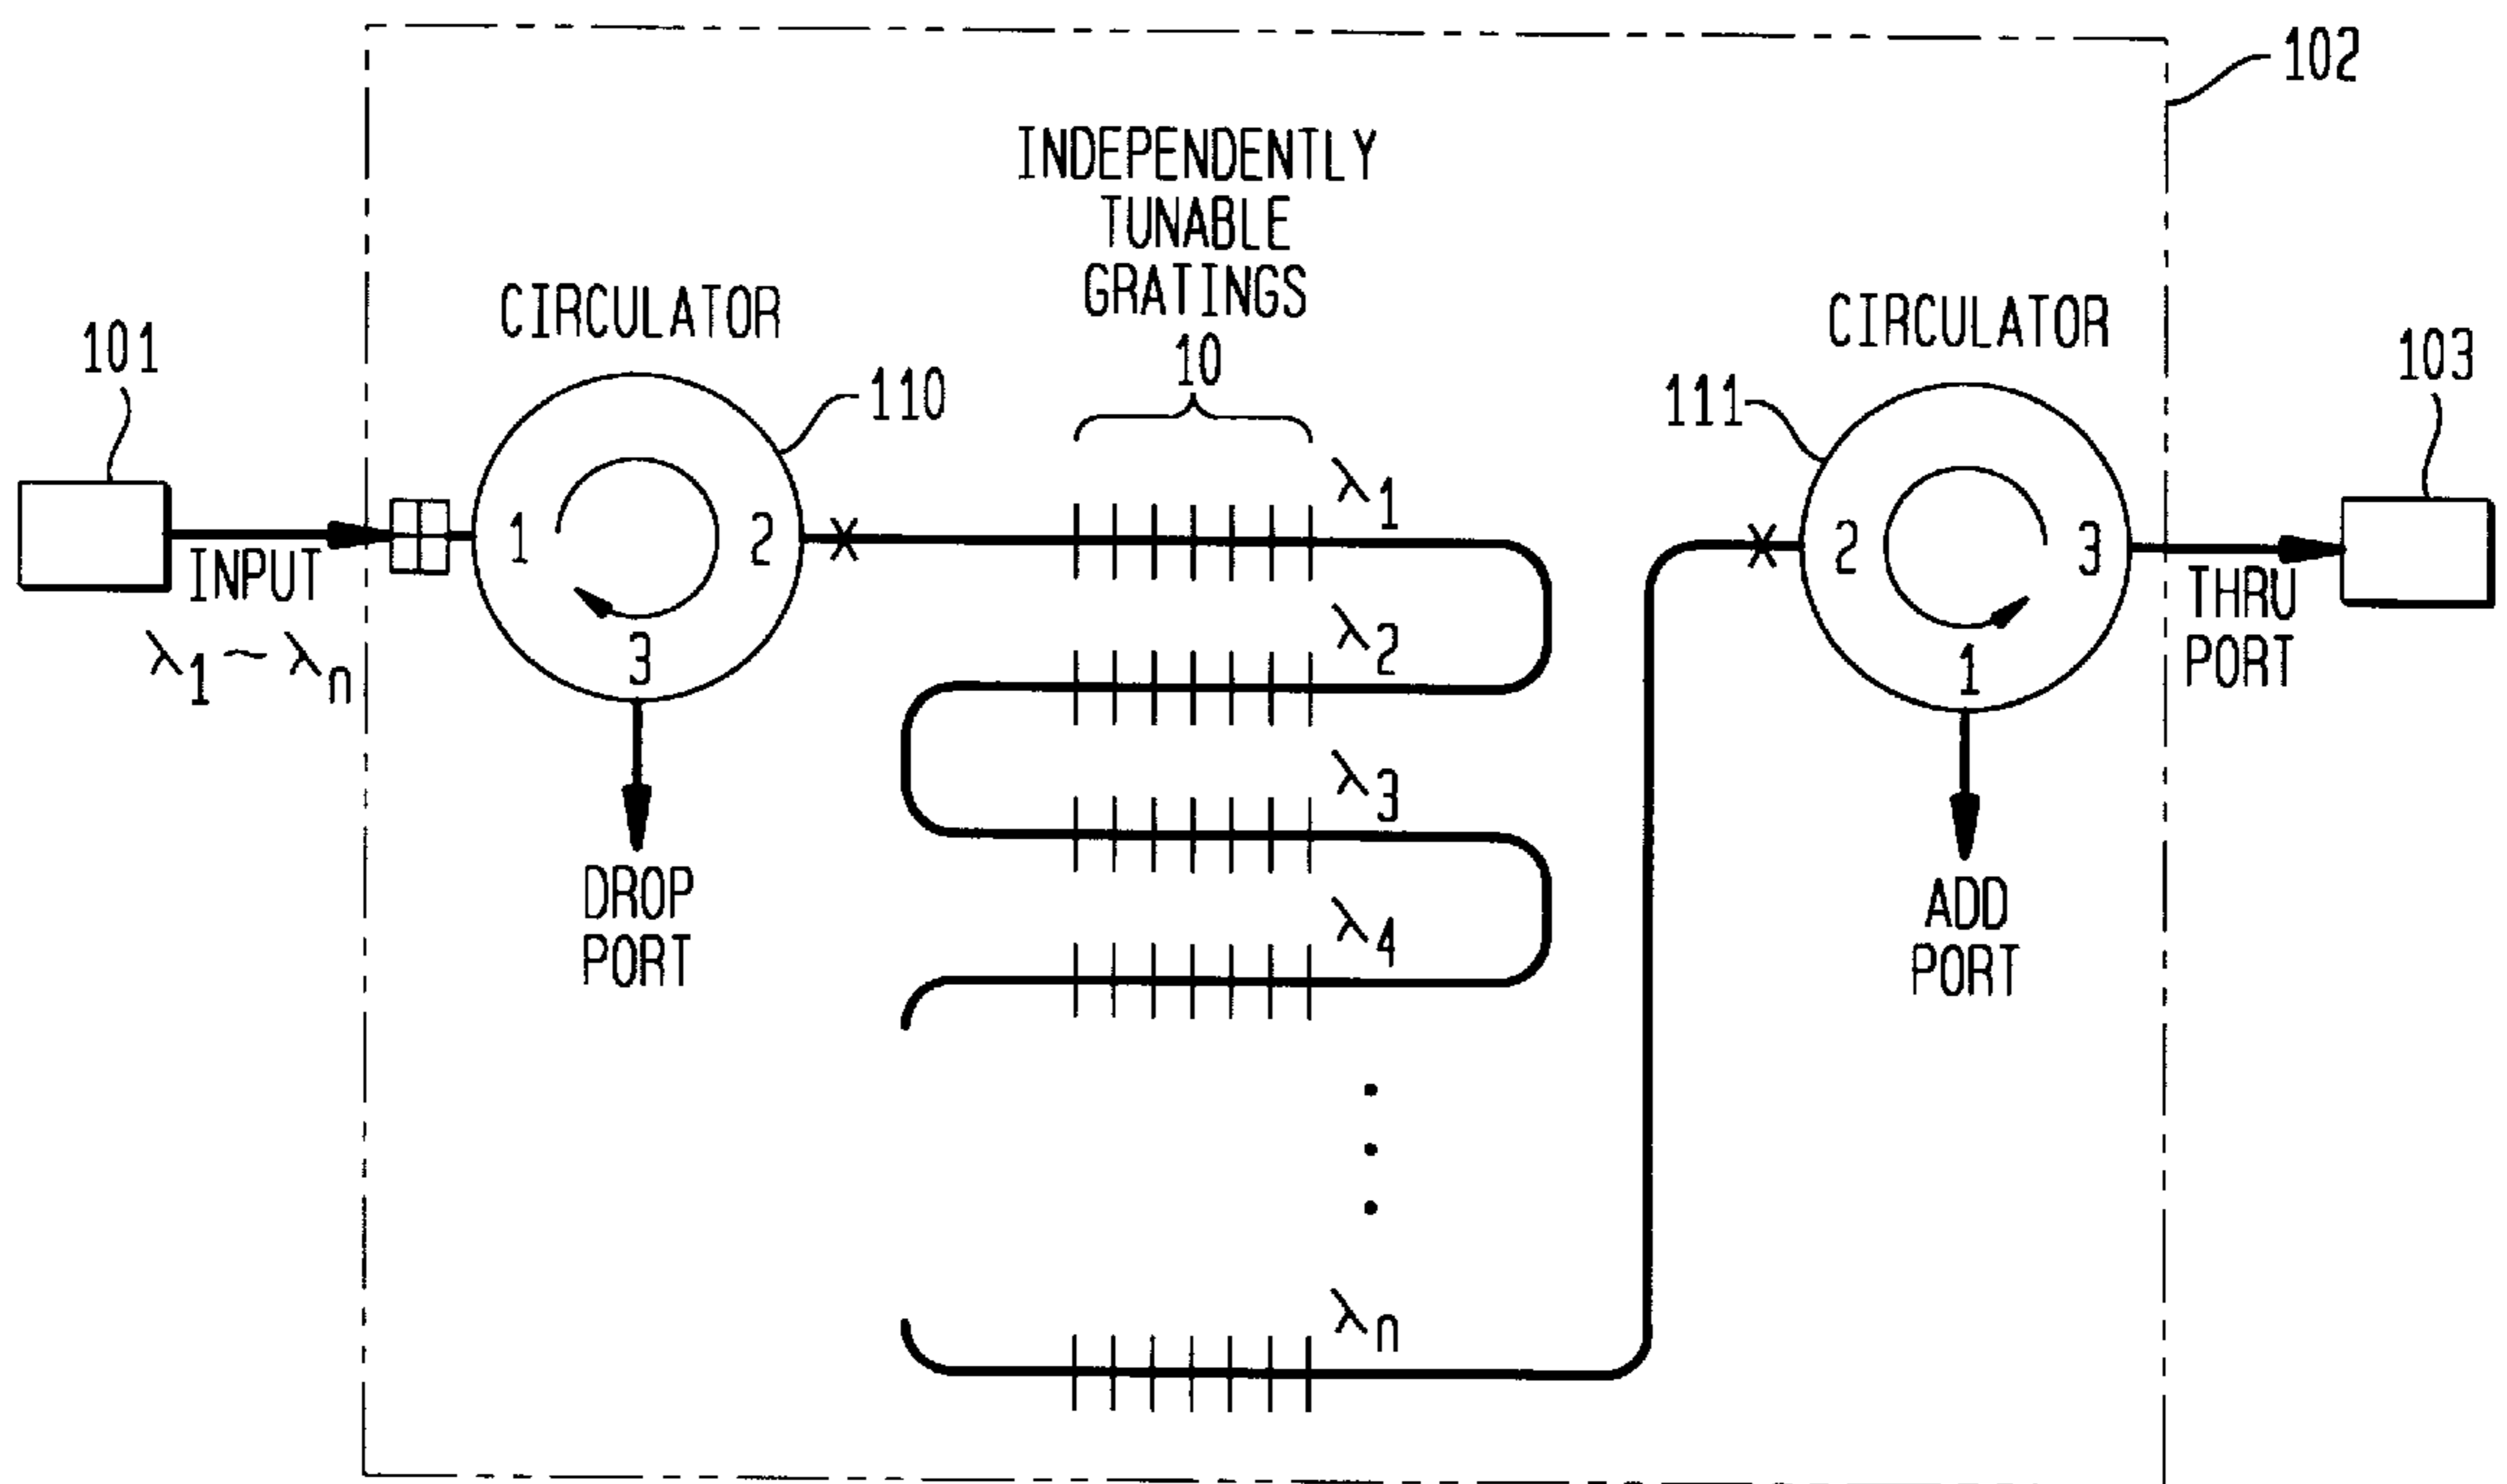 102
INDEPENDENTLY
TUNABLE
GRATINGS
10
CIRCULATOR
CIRCULATOR
101
110
111
103
1
2
3
λ1
2
3
1
INPUT
λ1 ~ λn
THRU
PORT
λ2
λ3
λ4
DROP
PORT
ADD
PORT
λn